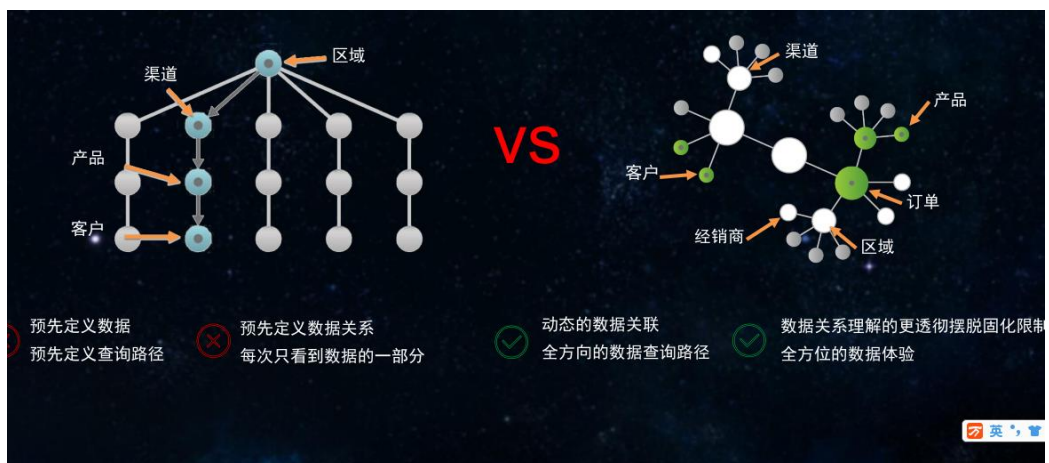 区域
渠道
产品
客户
VS
渠道
产品
客户
订单
经销商
区域
预先定义数据
预先定义查询路径
预先定义数据关系
每次只看到数据的一部分
动态的数据关联
全方向的数据查询路径
数据关系理解的更透彻摆脱固化限制
全方位的数据体验
万 英